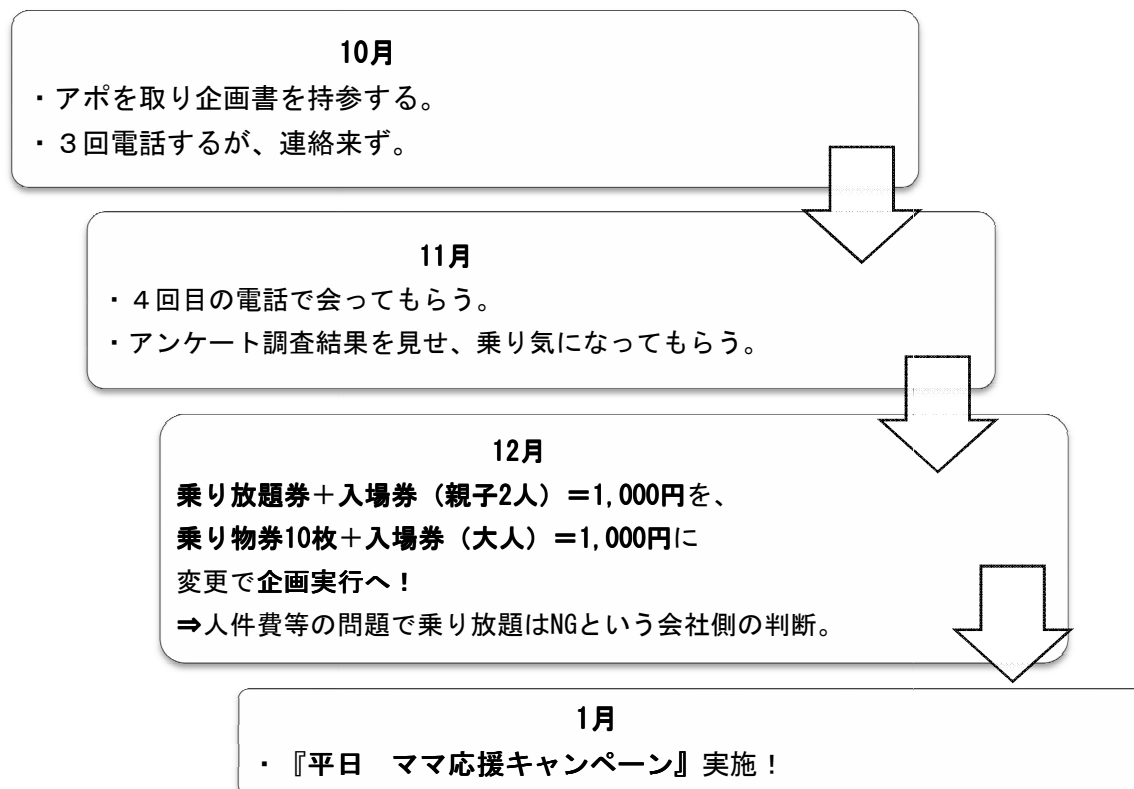 10月
・アポを取り企画書を持参する。
・３回電話するが、連絡来ず。
11月
・４回目の電話で会ってもらう。
・アンケート調査結果を見せ、乗り気になってもらう。
12月
乗り放題券＋入場券（親子2人）＝1,000円を、
乗り物券10枚＋入場券（大人）＝1,000円に
変更で企画実行へ！
⇒人件費等の問題で乗り放題はNGという会社側の判断。
1月
・『平日　ママ応援キャンペーン』実施！